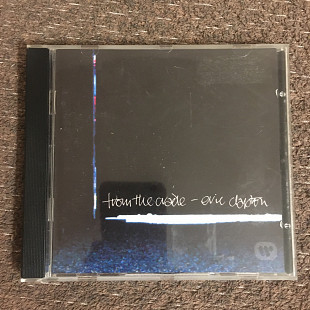 from the cradle - eric clapton